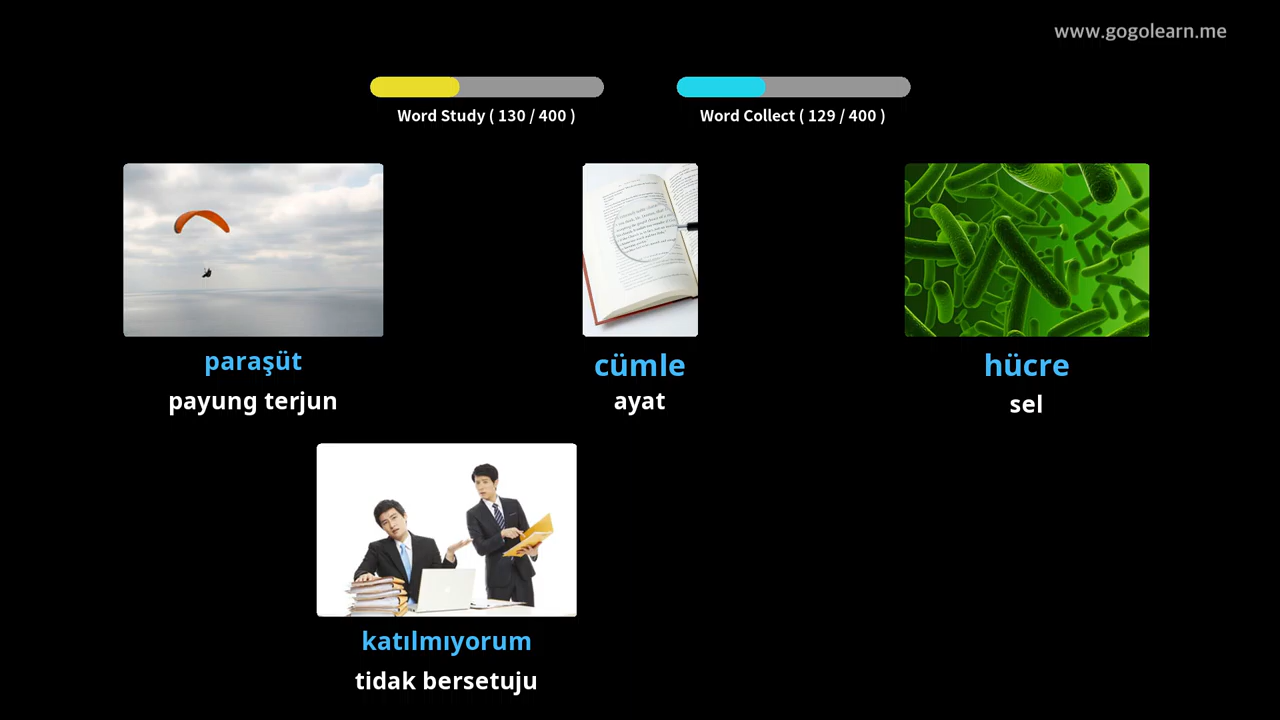 www.gogolearn.me
Word Study ( 130 / 400 )
Word Collect ( 129 / 400 )
paraşüt
payung terjun
cümle
ayat
hücre
sel
katılmıyorum
tidak bersetuju